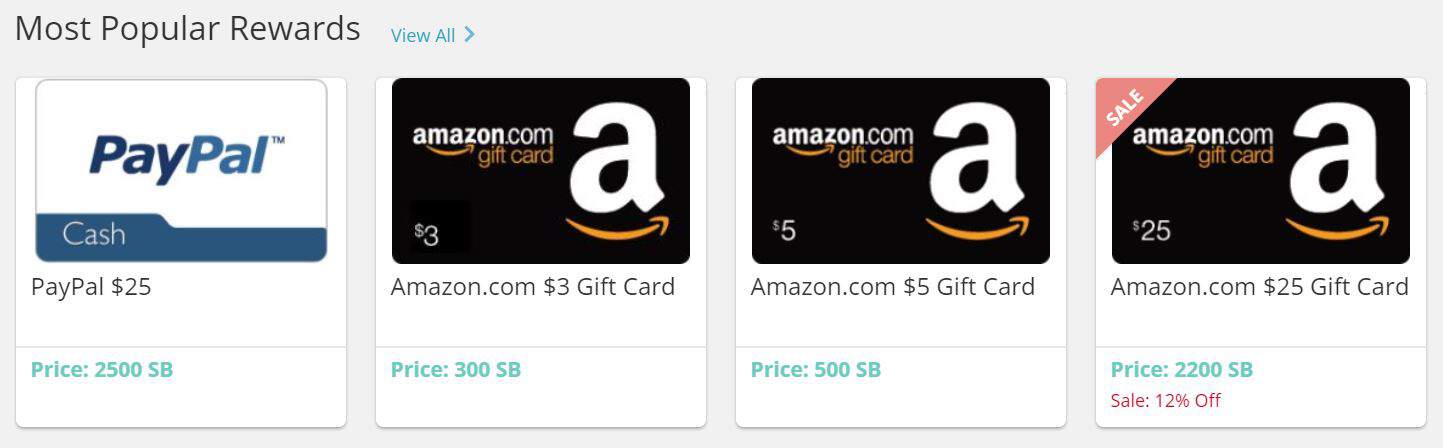 Most Popular Rewards View All
PayPal™
Cash
PayPal $25
Price: 2500 SB
amazon.com
gift card
a
$3
Amazon.com $3 Gift Card
Price: 300 SB
amazon.com
gift card
a
$5
Amazon.com $5 Gift Card
Price: 500 SB
SALE
amazon.com
gift card
a
$25
Amazon.com $25 Gift Card
Price: 2200 SB
Sale: 12% Off